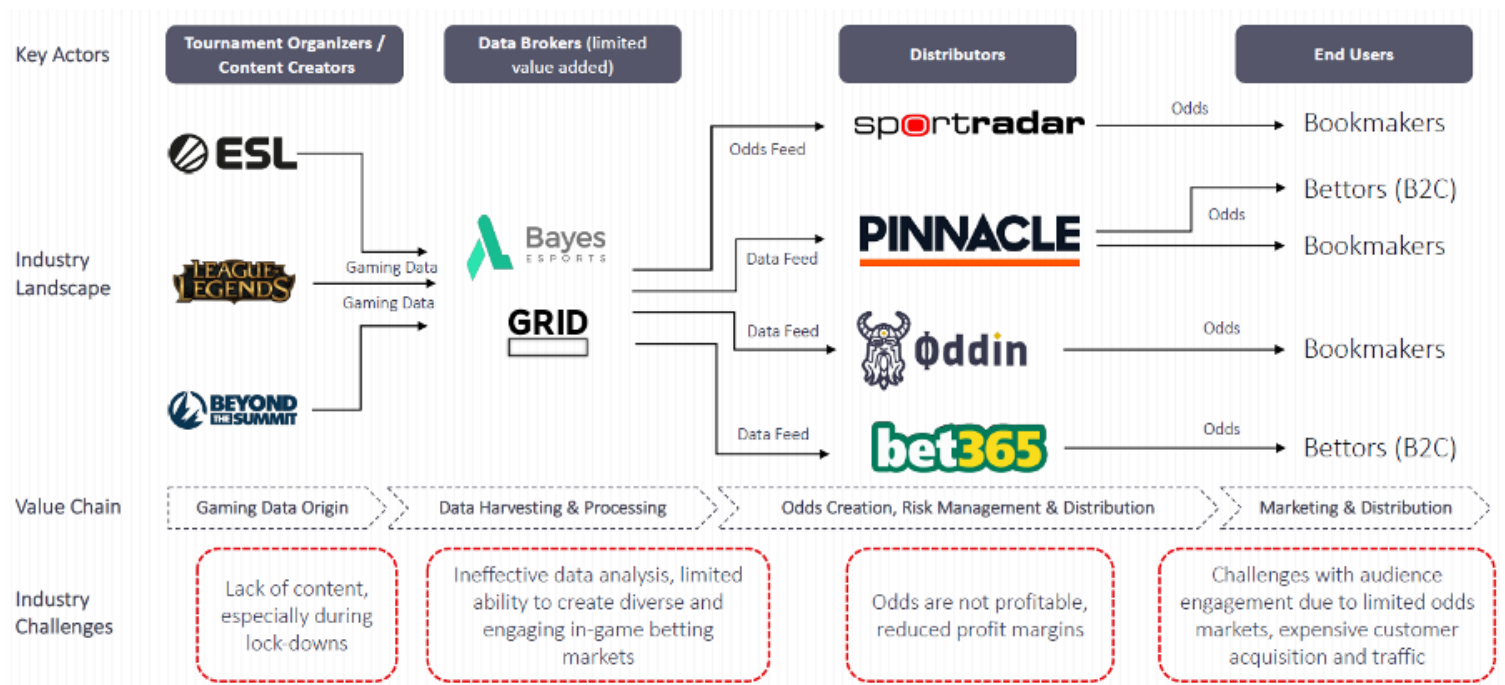 Key Actors
Tournament Organizers /
Content Creators
Data Brokers (limited
value added)
Distributors
End Users
Industry
Landscape
ESL
LEAGUE OF
LEGENDS
BEYOND
THE SUMMIT
Gaming Data
Gaming Data
Bayes
ESPORTS
GRID
Odds Feed
Data Feed
Data Feed
Data Feed
sportradar
PINNACLE
Oddin
bet365
Odds
Odds
Odds
Odds
Bookmakers
Bettors (B2C)
Bookmakers
Bookmakers
Bettors (B2C)
Value Chain
Gaming Data Origin
Data Harvesting & Processing
Odds Creation, Risk Management & Distribution
Marketing & Distribution
Industry
Challenges
Lack of content,
especially during
lock-downs
Ineffective data analysis, limited
ability to create diverse and
engaging in-game betting
markets
Odds are not profitable,
reduced profit margins
Challenges with audience
engagement due to limited odds
markets, expensive customer
acquisition and traffic